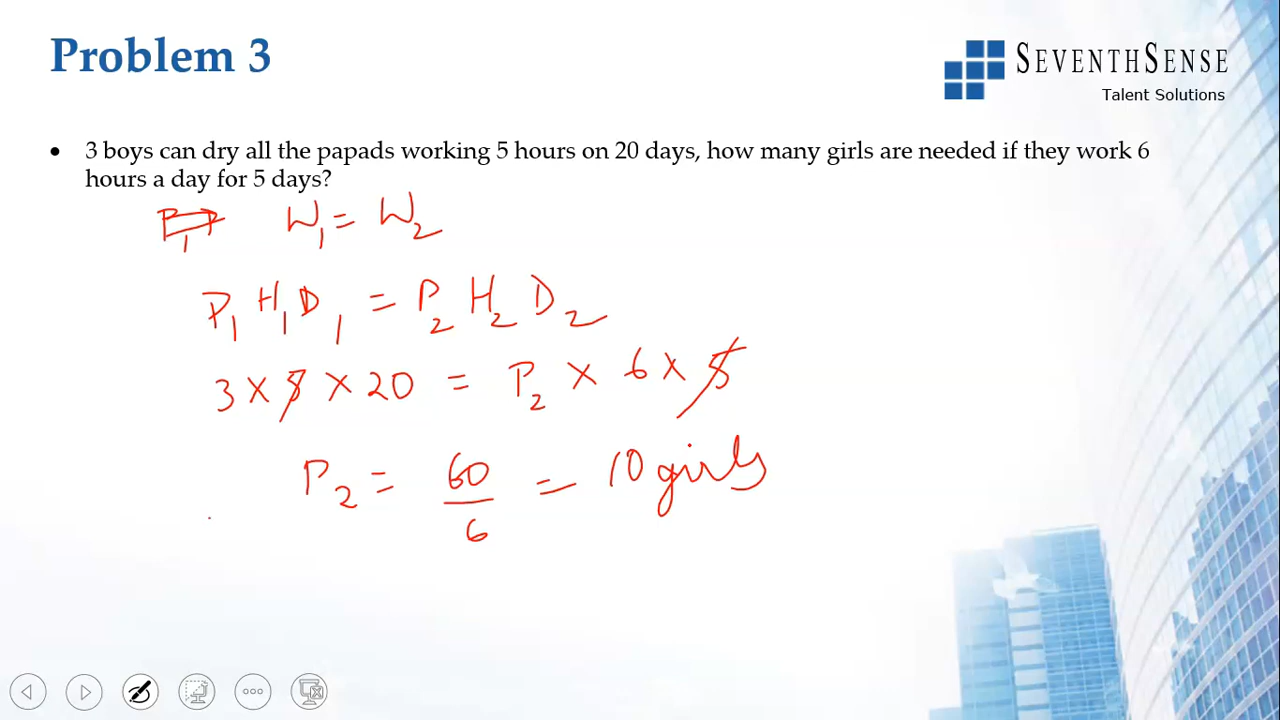 Problem 3
SEVENTHSENSE
Talent Solutions
• 3 boys can dry all the papads working 5 hours on 20 days, how many girls are needed if they work 6
hours a day for 5 days?
W₁ = W₂
P₁ H₁ D₁ = P₂ H₂ D₂
3 × 5 × 20 = P₂ × 6 × 5
P₂ = 60/6 = 10 girls